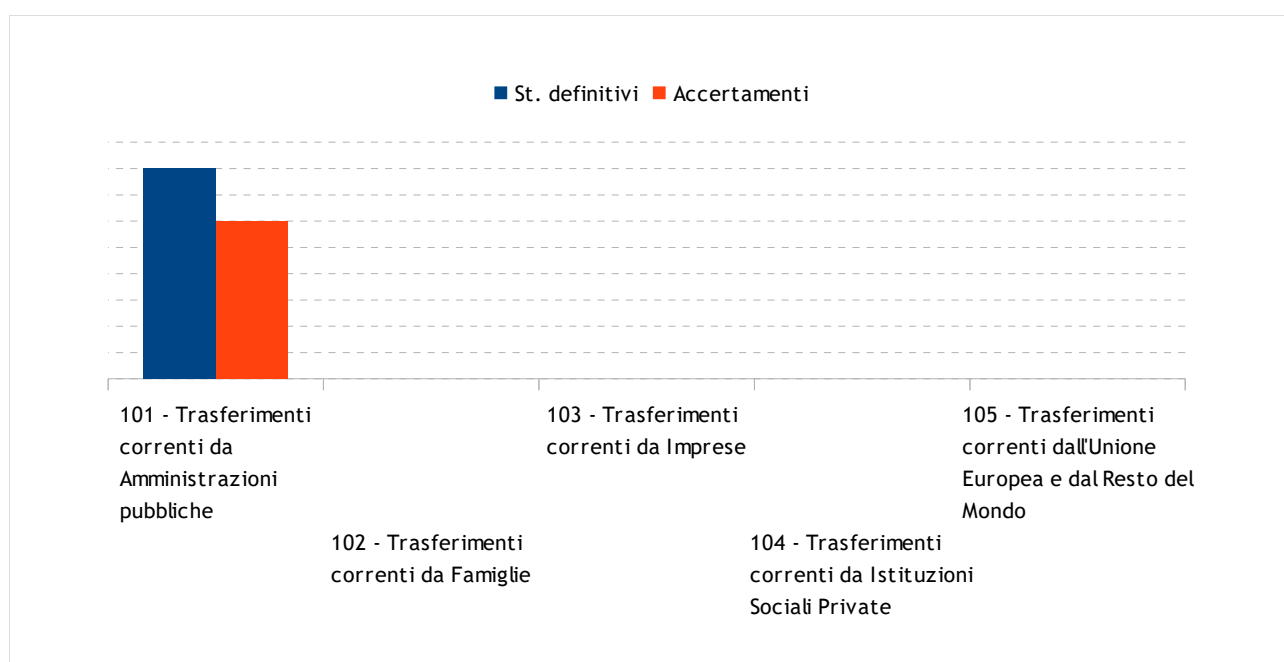 St. definitivi Accertamenti
101 - Trasferimenti
correnti da
Amministrazioni
pubbliche
102 - Trasferimenti
correnti da Famiglie
103 - Trasferimenti
correnti da Imprese
104 - Trasferimenti
correnti da Istituzioni
Sociali Private
105 - Trasferimenti
correnti dall'Unione
Europea e dal Resto del
Mondo